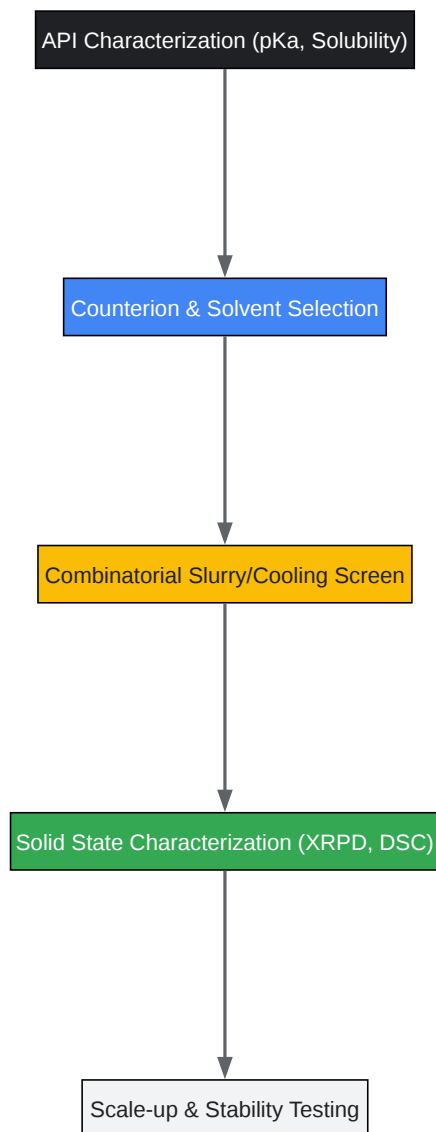 API Characterization (pKa, Solubility)
Counterion & Solvent Selection
Combinatorial Slurry/Cooling Screen
Solid State Characterization (XRPD, DSC)
Scale-up & Stability Testing